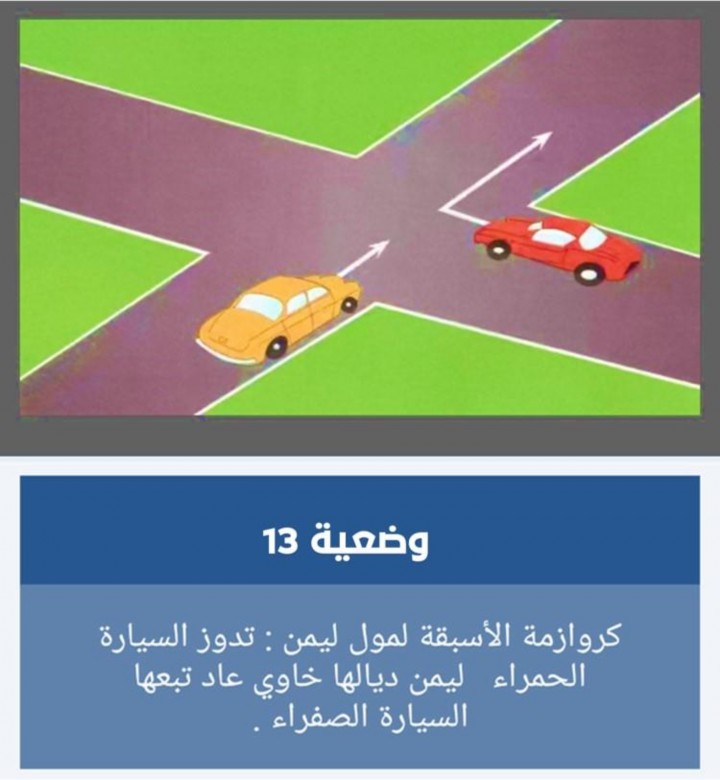 وضعية 13
كروازمة الأسبقة لمول ليمن : تدوز السيارة
الحمراء ليمن ديالها خاوي عاد تبعها
السيارة الصفراء .